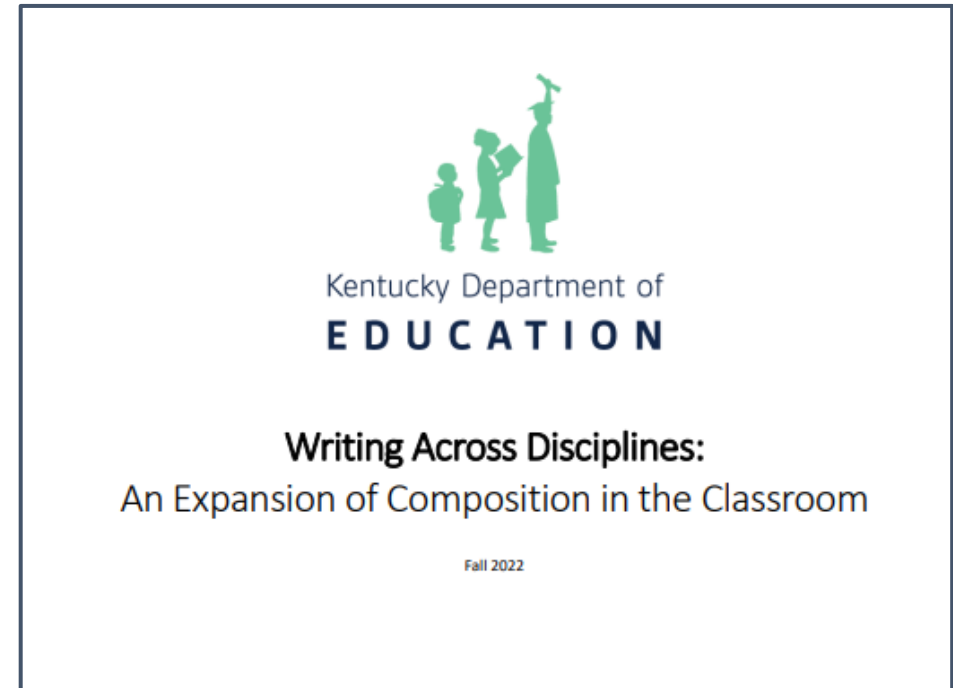 Kentucky Department of
EDUCATION
Writing Across Disciplines:
An Expansion of Composition in the Classroom
Fall 2022